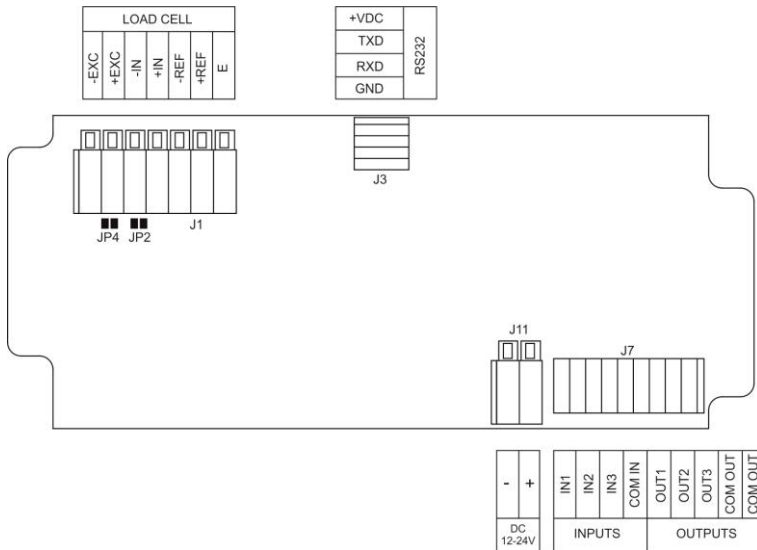 LOAD CELL
-EXC
+EXC
-IN
+IN
-REF
+REF
E
+VDC
TXD
RXD
GND
RS232
J3
JP4
JP2
J1
J11
J7
-
+
DC
12-24V
IN1
IN2
IN3
COM IN
INPUTS
OUT1
OUT2
OUT3
COM OUT
COM OUT
OUTPUTS